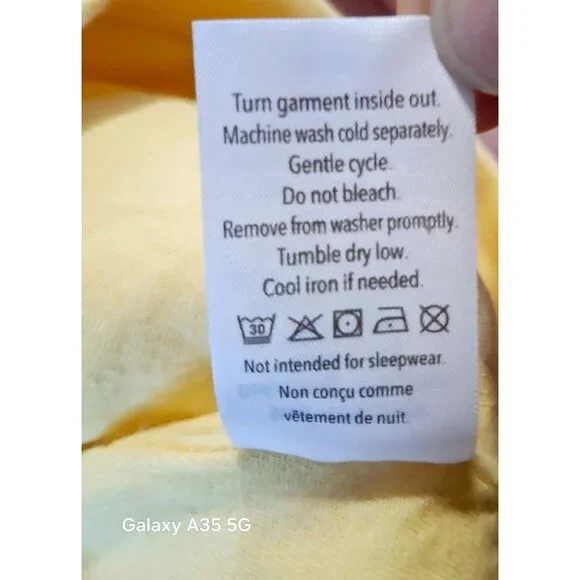 Turn garment inside out.
Machine wash cold separately.
Gentle cycle.
Do not bleach.
Remove from washer promptly.
Tumble dry low.
Cool iron if needed.
30
Not intended for sleepwear.
Non conçu comme
vêtement de nuit
Galaxy A35 5G